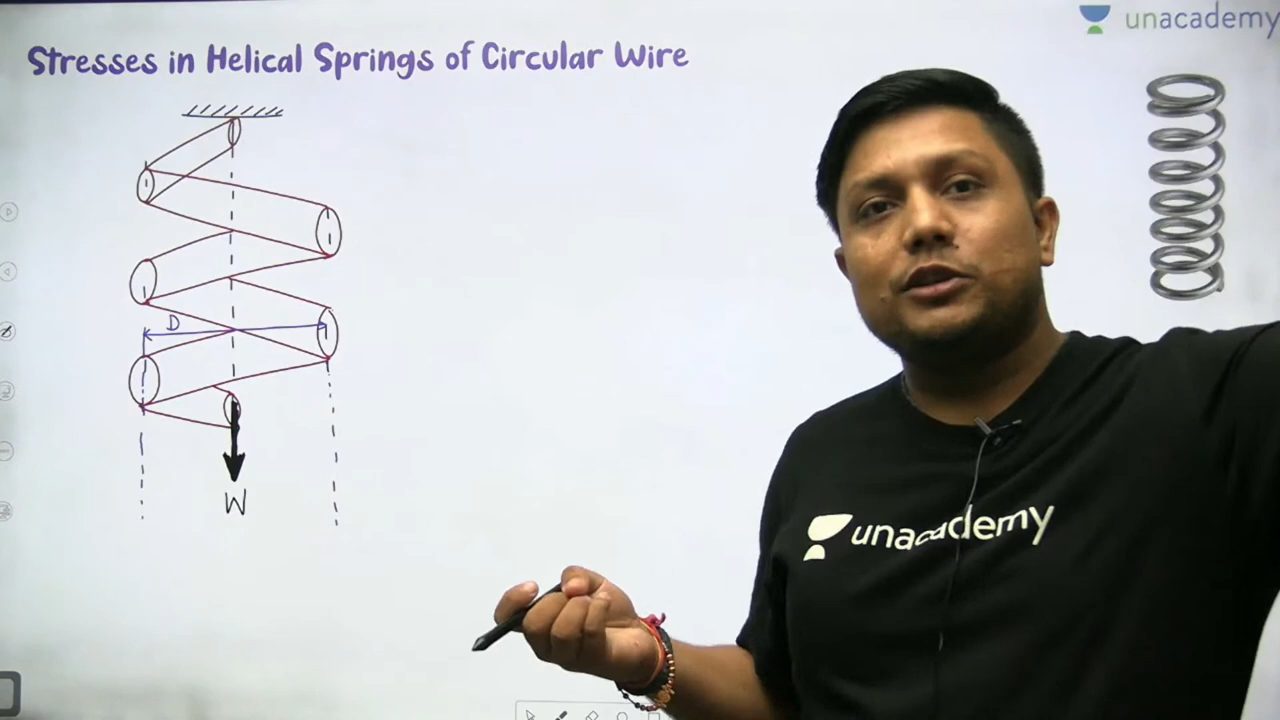 unacademy
Stresses in Helical Springs of Circular Wire
D
W
unacademy